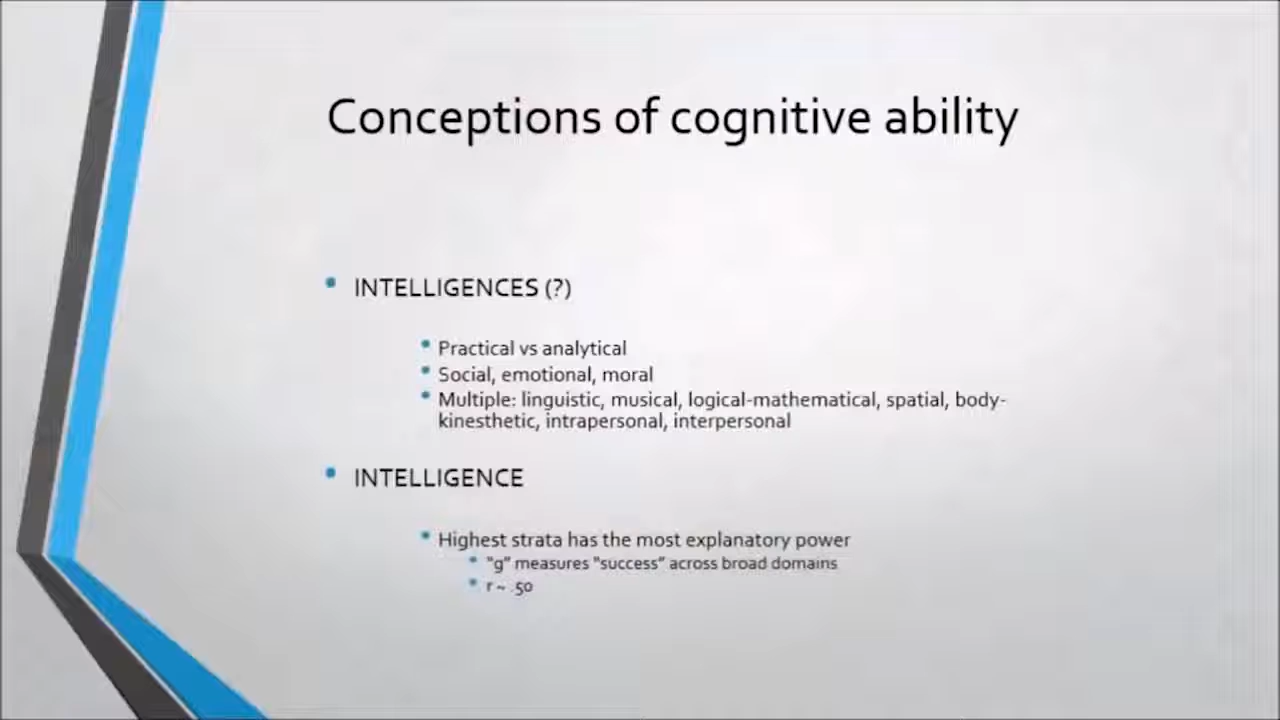 Conceptions of cognitive ability
• INTELLIGENCES (?)
• Practical vs analytical
• Social, emotional, moral
• Multiple: linguistic, musical, logical-mathematical, spatial, body-
kinesthetic, intrapersonal, interpersonal
• INTELLIGENCE
• Highest strata has the most explanatory power
• "g" measures "success" across broad domains
• r ~ .50